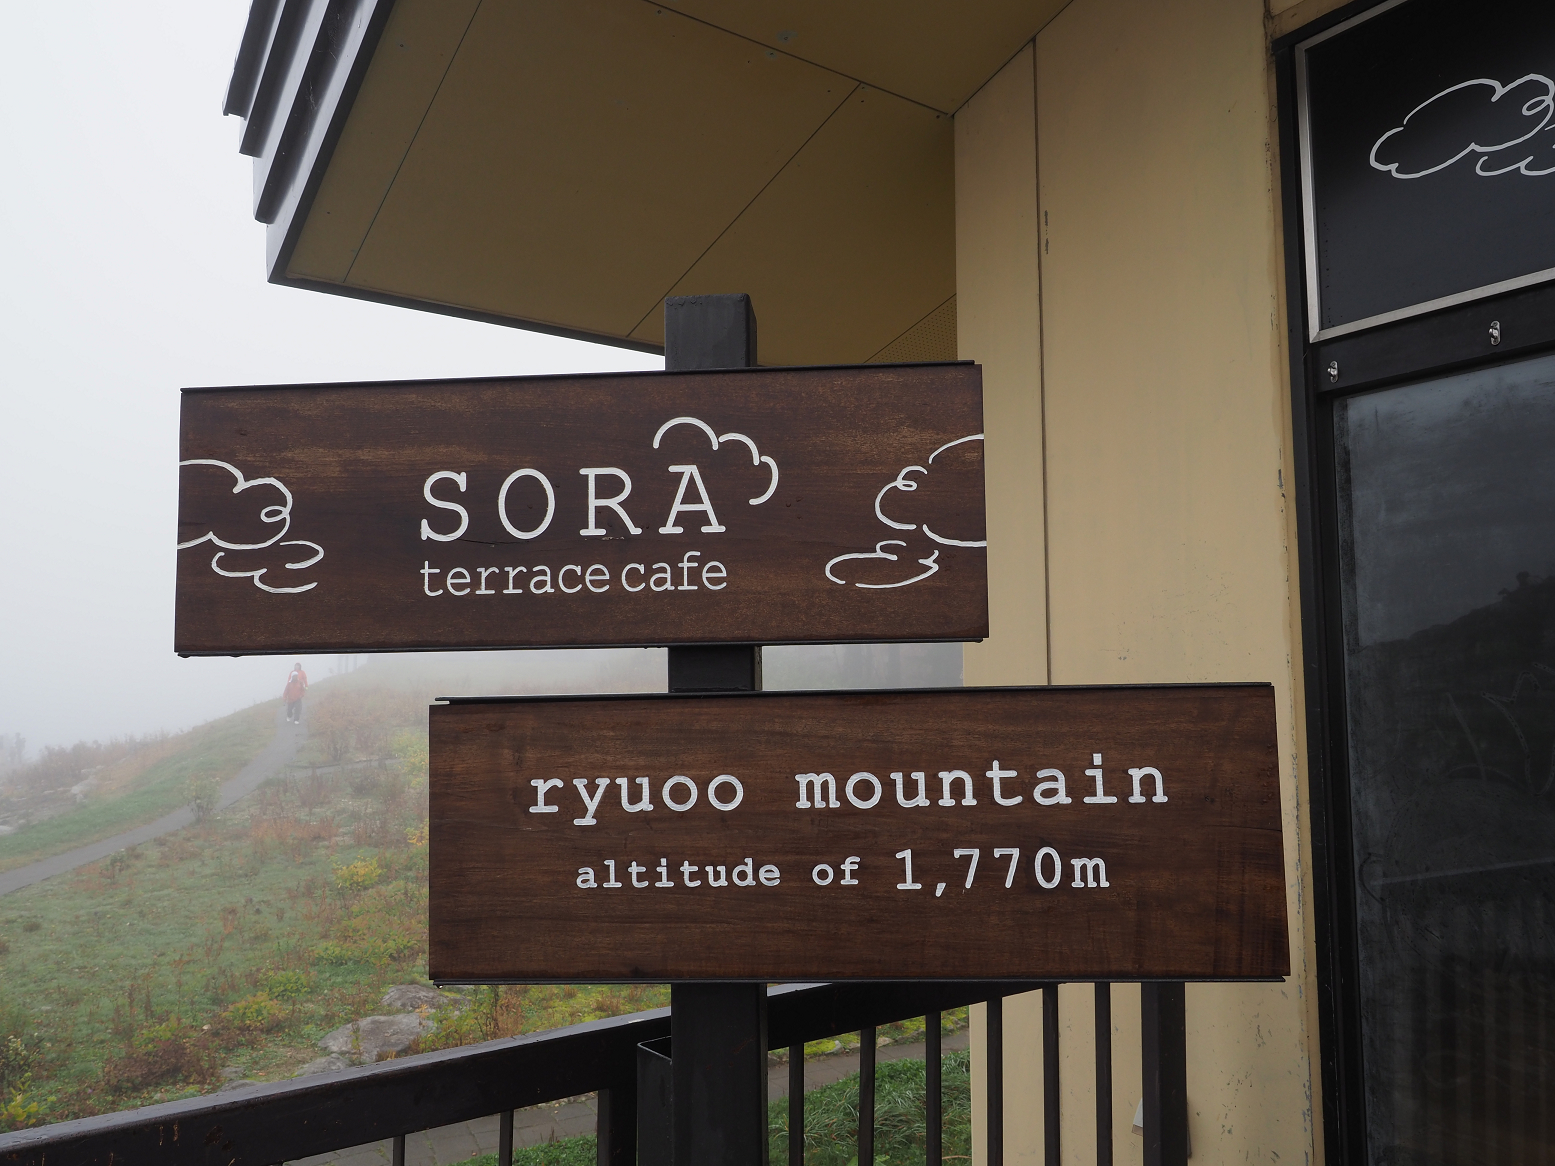 SORA
terrace cafe
ryuoo mountain
altitude of 1,770m